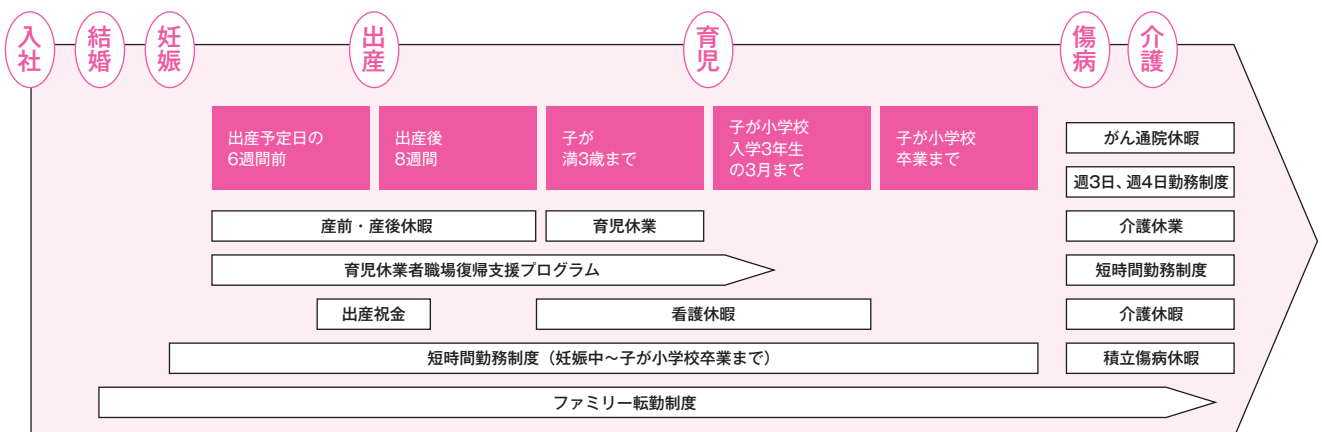 入社
結婚
妊娠
出産
育児
傷病
介護
出産予定日の
6週間前
出産後
8週間
子が
満3歳まで
子が小学校
入学3年生
の3月まで
子が小学校
卒業まで
産前・産後休暇
育児休業
育児休業者職場復帰支援プログラム
出産祝金
看護休暇
短時間勤務制度（妊娠中～子が小学校卒業まで）
ファミリー転勤制度
がん通院休暇
週3日、週4日勤務制度
介護休業
短時間勤務制度
介護休暇
積立傷病休暇